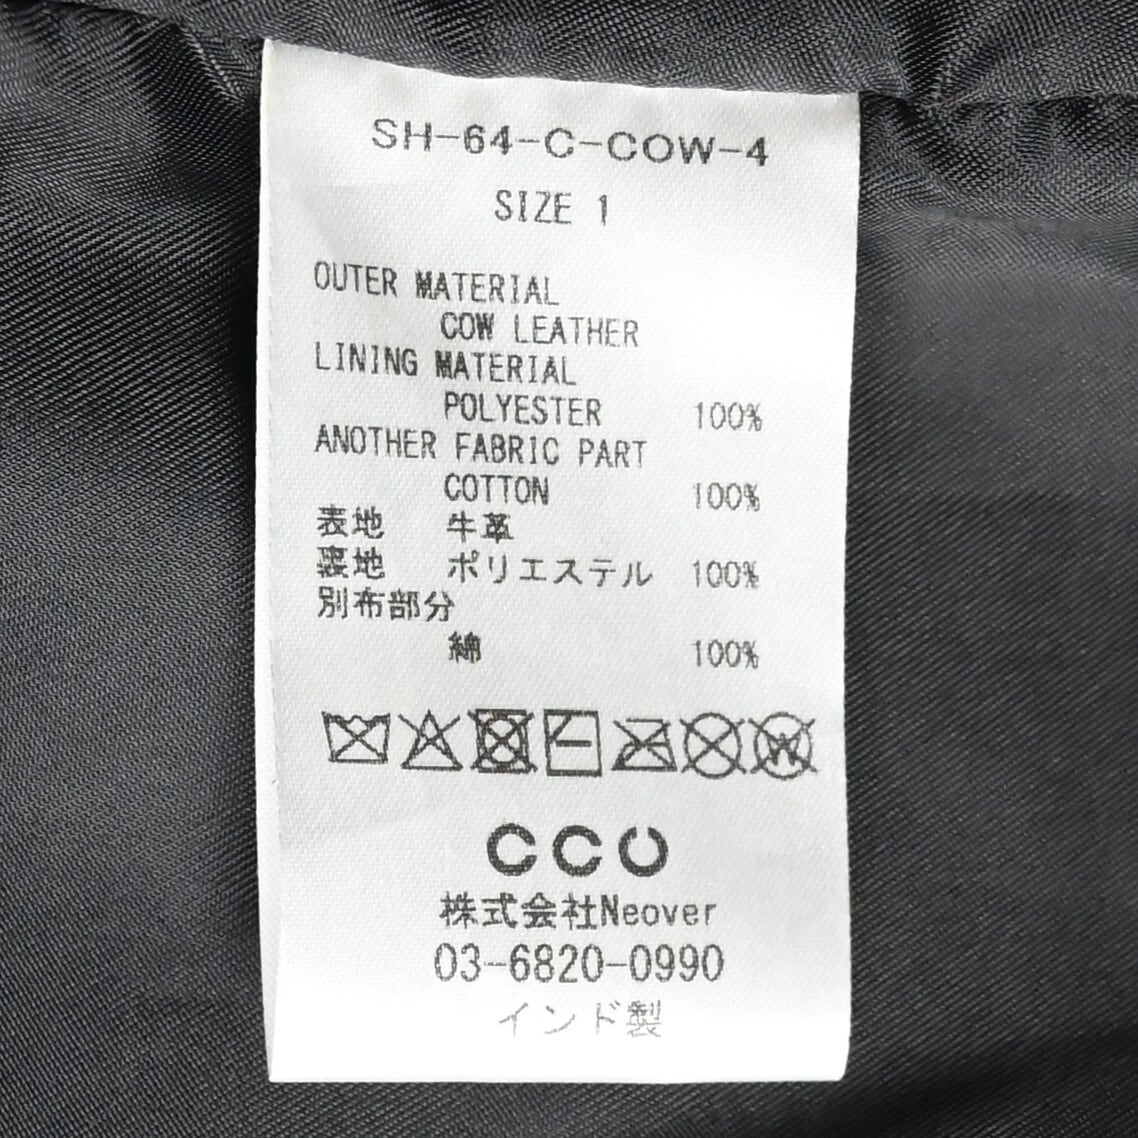 SH-64-C-COW-4
SIZE 1
OUTER MATERIAL
COW LEATHER
LINING MATERIAL
POLYESTER 100%
ANOTHER FABRIC PART
COTTON 100%
表地 牛革
裏地 ポリエステル 100%
別布部分
綿 100%
W
CCU
株式会社Neover
03-6820-0990
インド製